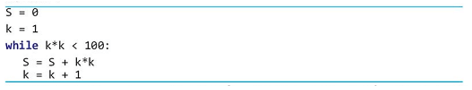 S = 0
k = 1
while k*k < 100:
S = S + k*k
k = k + 1